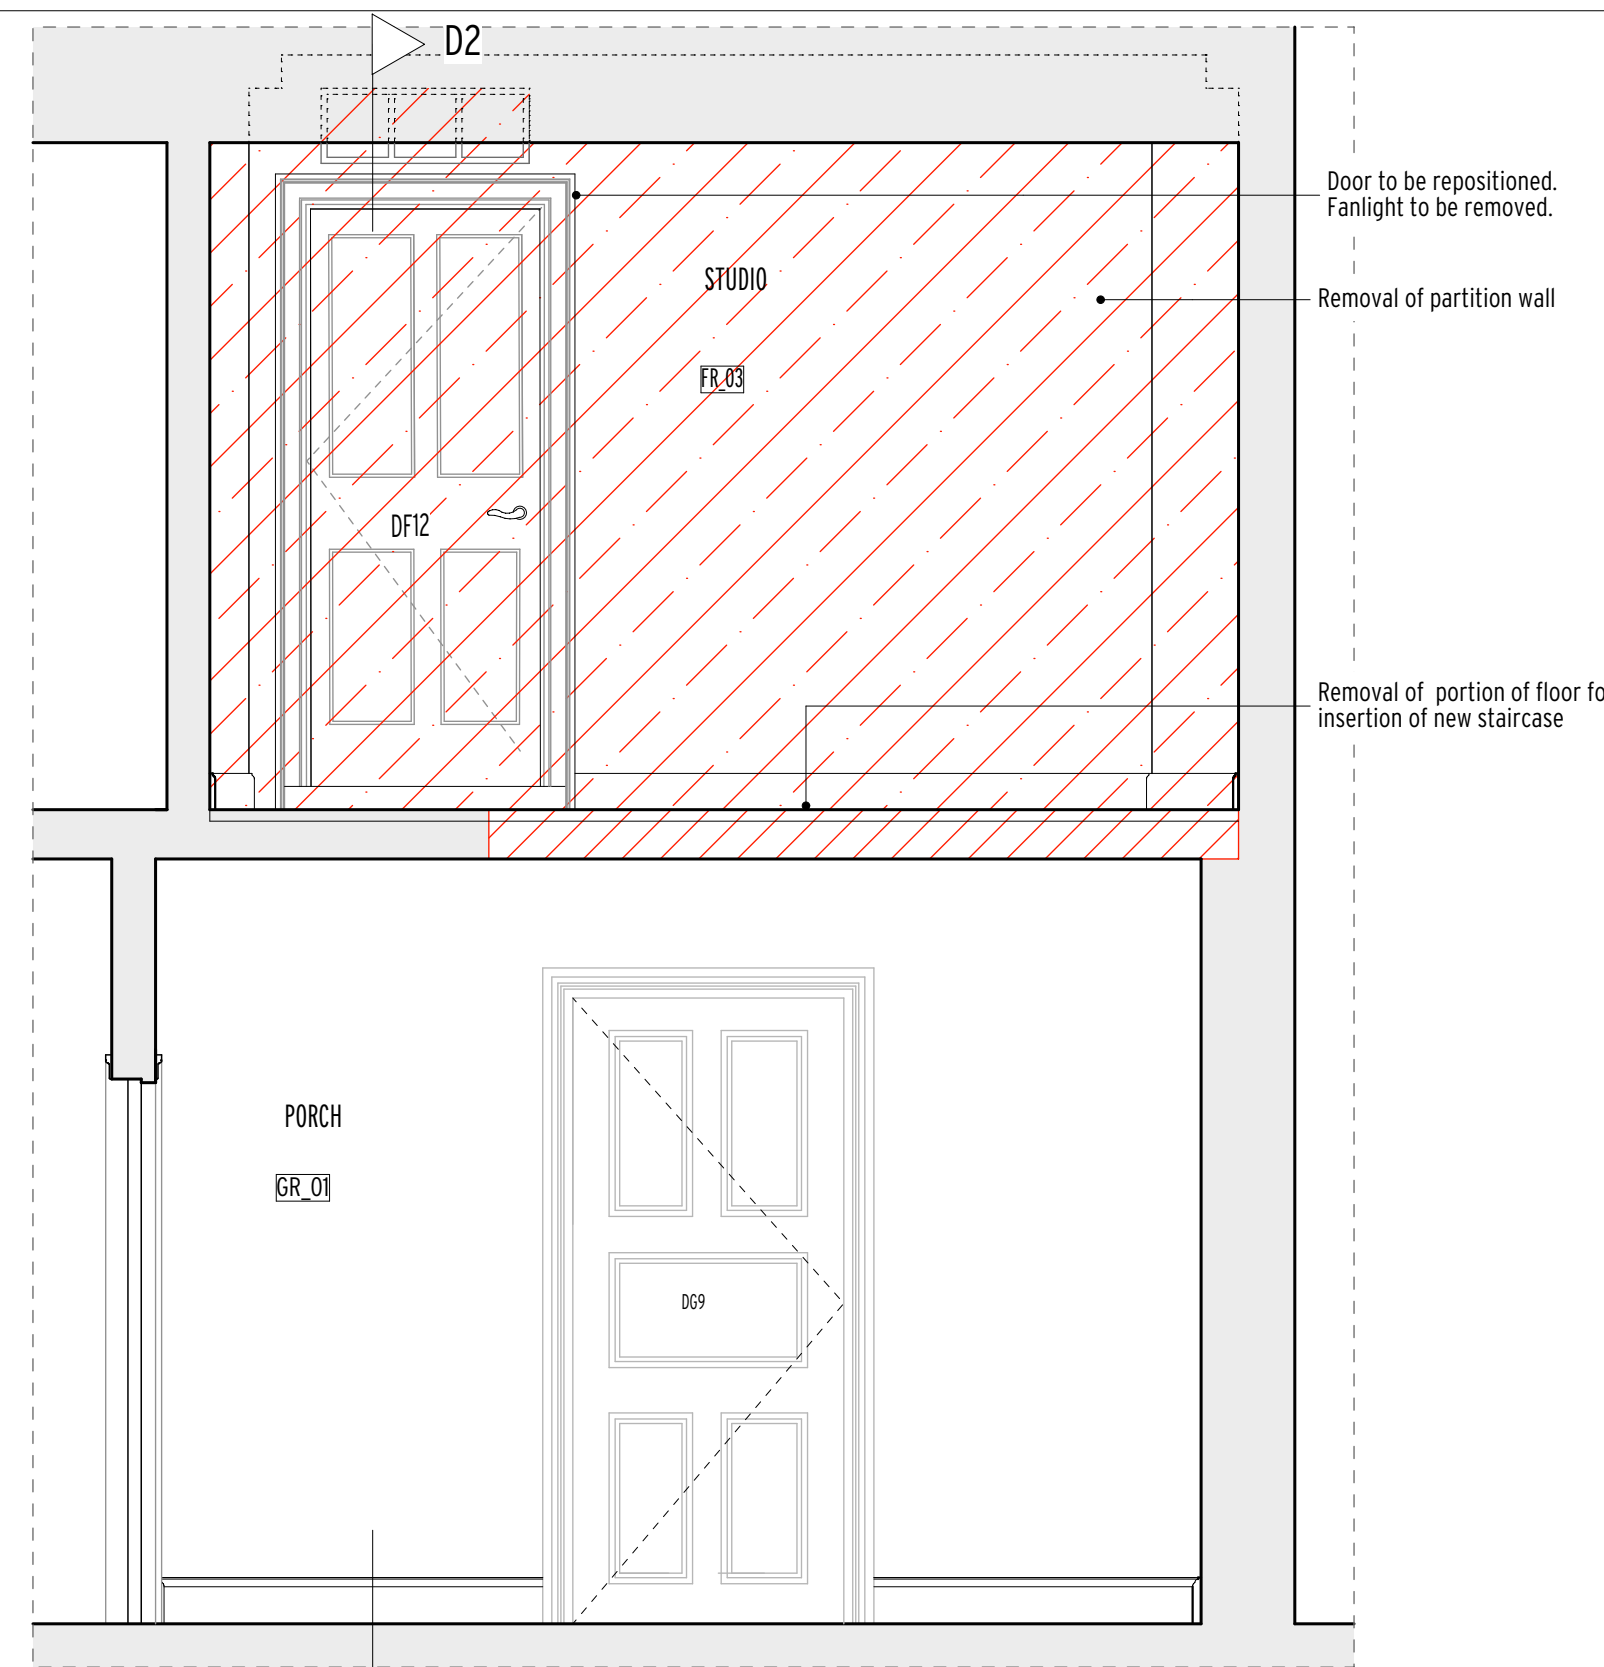 D2
Door to be repositioned.
Fanlight to be removed.
STUDIO
Removal of partition wall
FR_03
DF12
Removal of portion of floor fo
insertion of new staircase
PORCH
GR_01
DG9